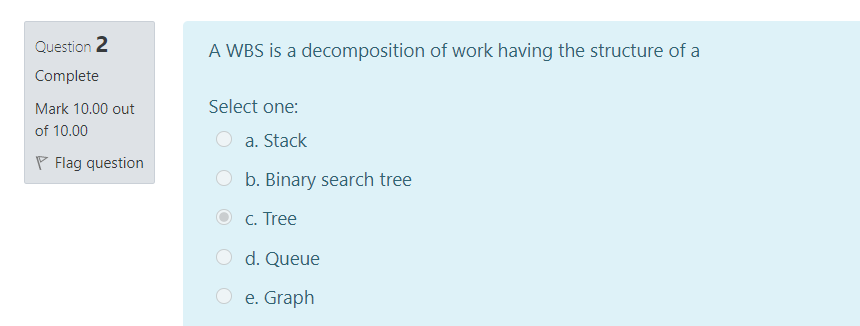 Question 2
Complete
Mark 10.00 out
of 10.00
Flag question
A WBS is a decomposition of work having the structure of a
Select one:
a. Stack
b. Binary search tree
c. Tree
d. Queue
e. Graph